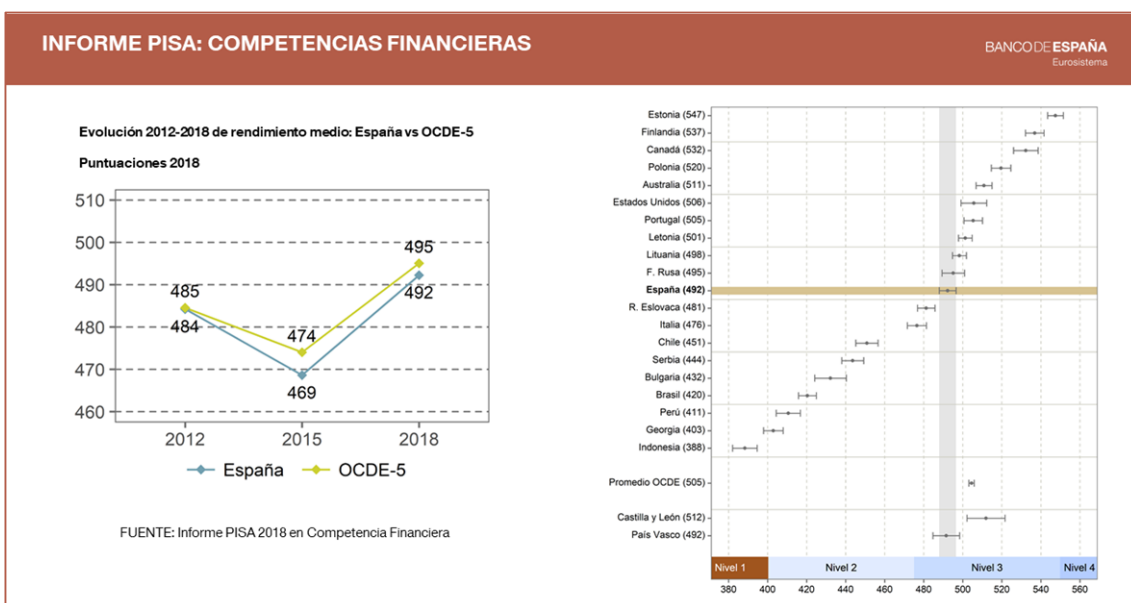 INFORME PISA: COMPETENCIAS FINANCIERAS
BANCODEESPAÑA
Eurosistema
Evolución 2012-2018 de rendimiento medio: España vs OCDE-5
Puntuaciones 2018
510
500
490
480
470
460
485
484
474
469
495
492
2012 2015 2018
España OCDE-5
FUENTE: Informe PISA 2018 en Competencia Financiera
Estonia (547)
Finlandia (537)
Canadá (532)
Polonia (520)
Australia (511)
Estados Unidos (506)
Portugal (505)
Letonia (501)
Lituania (498)
F. Rusa (495)
España (492)
R. Eslovaca (481)
Italia (476)
Chile (451)
Serbia (444)
Bulgaria (432)
Brasil (420)
Perú (411)
Georgia (403)
Indonesia (388)
Promedio OCDE (505)
Castilla y León (512)
País Vasco (492)
Nivel 1 Nivel 2 Nivel 3 Nivel 4
380 400 420 440 460 480 500 520 540 560